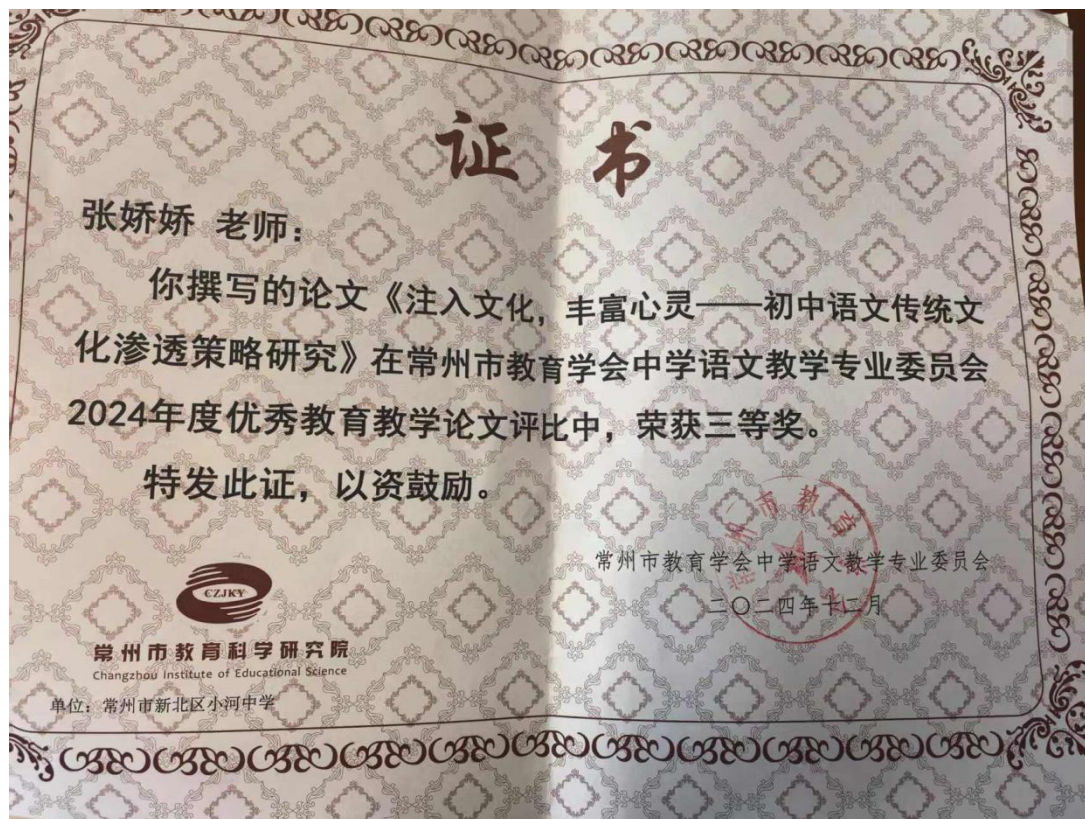 证 书
张娇娇 老师：
你撰写的论文《注入文化，丰富心灵——初中语文传统文
化渗透策略研究》在常州市教育学会中学语文教学专业委员会
2024年度优秀教育教学论文评比中，荣获三等奖。
特发此证，以资鼓励。
常州市教育学会
常州市教育学会中学语文教学专业委员会
二〇二四年十二月
CZJKY
常州市教育科学研究院
Changzhou Institute of Educational Science
单位：常州市新北区小河中学